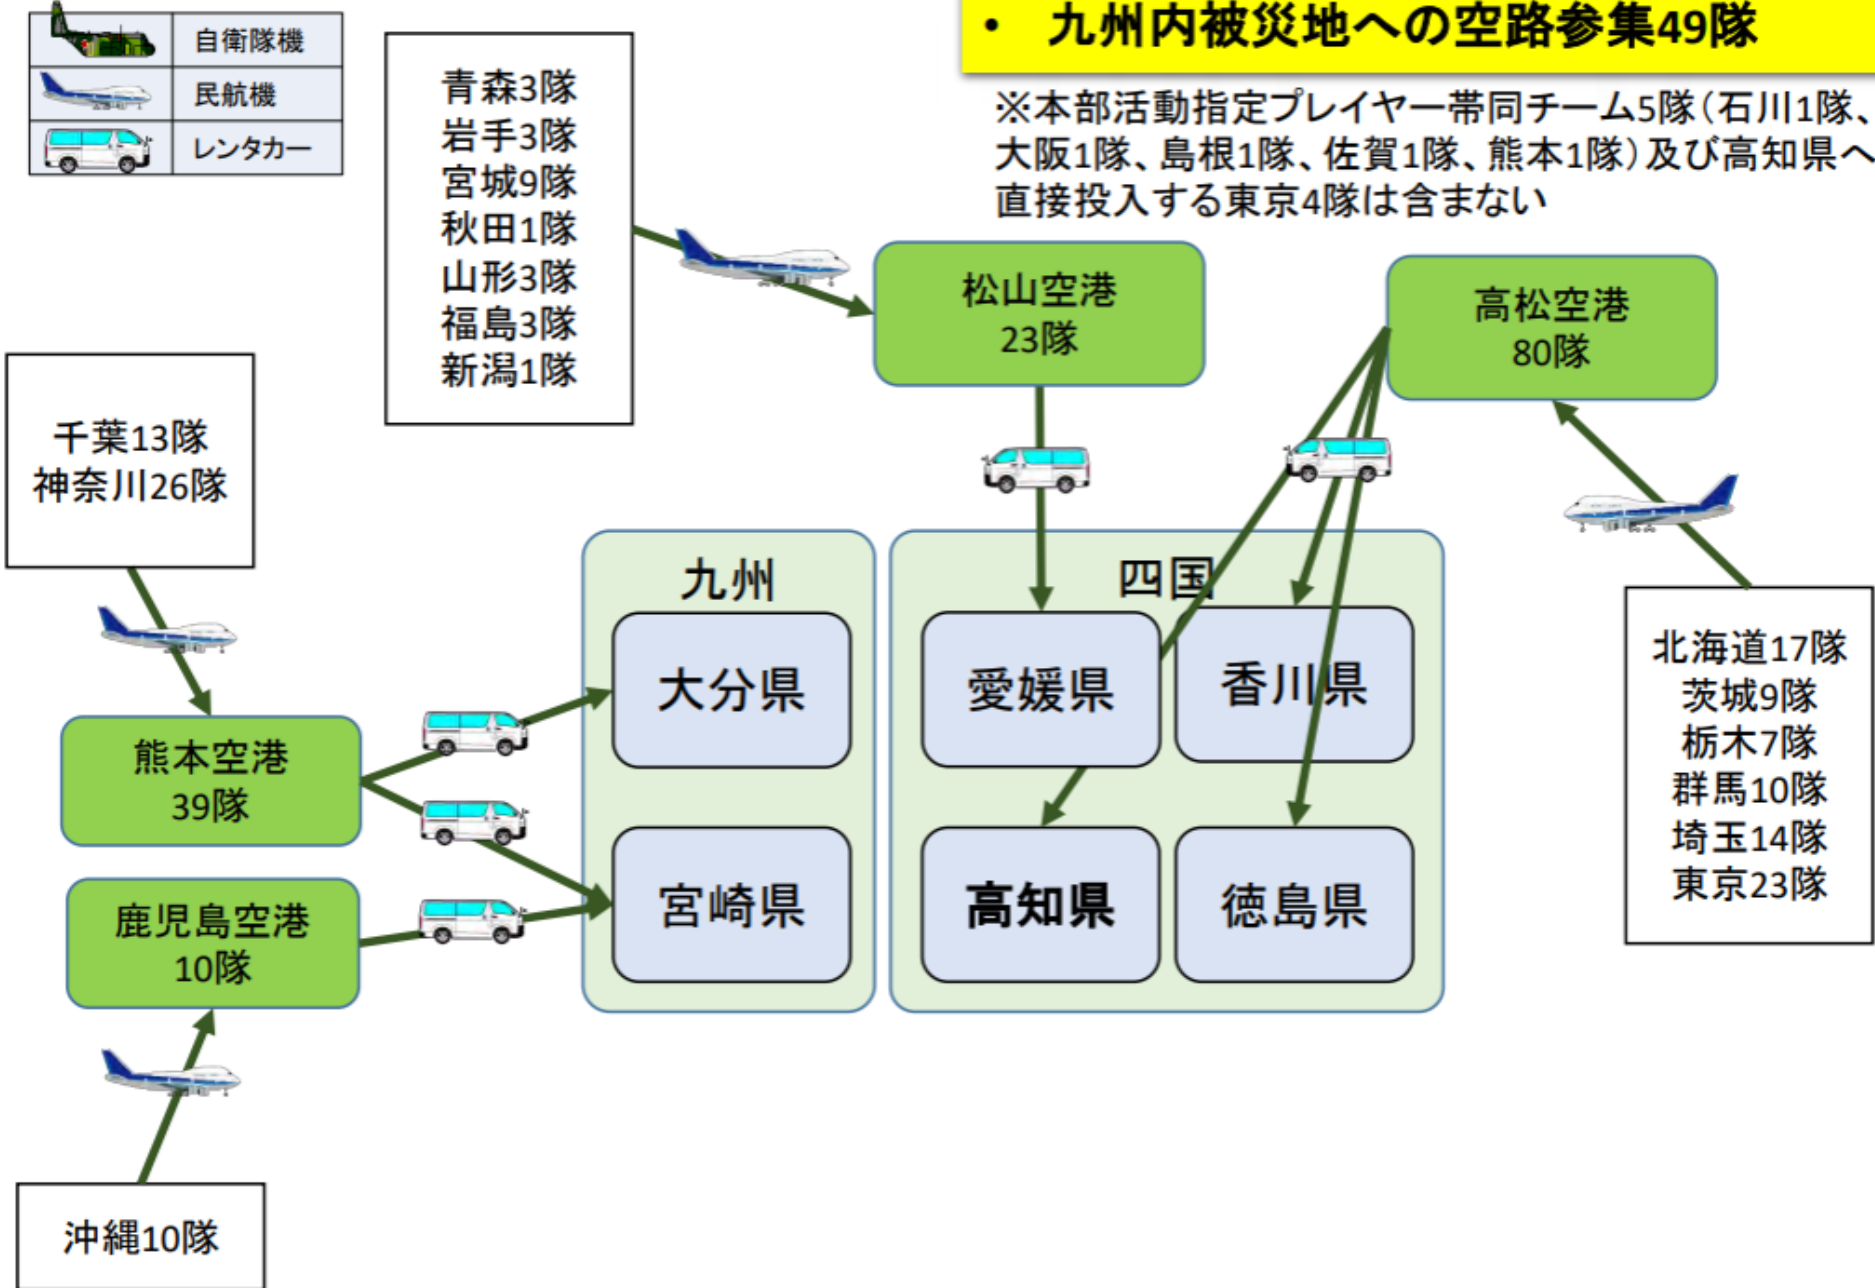 自衛隊機
民航機
レンタカー
• 九州内被災地への空路参集49隊
※本部活動指定プレイヤー帯同チーム5隊(石川1隊、
大阪1隊、島根1隊、佐賀1隊、熊本1隊)及び高知県へ
直接投入する東京4隊は含まない
青森3隊
岩手3隊
宮城9隊
秋田1隊
山形3隊
福島3隊
新潟1隊
松山空港
23隊
高松空港
80隊
千葉13隊
神奈川26隊
九州
四国
大分県
愛媛県
香川県
北海道17隊
茨城9隊
栃木7隊
群馬10隊
埼玉14隊
東京23隊
熊本空港
39隊
宮崎県
高知県
徳島県
鹿児島空港
10隊
沖縄10隊